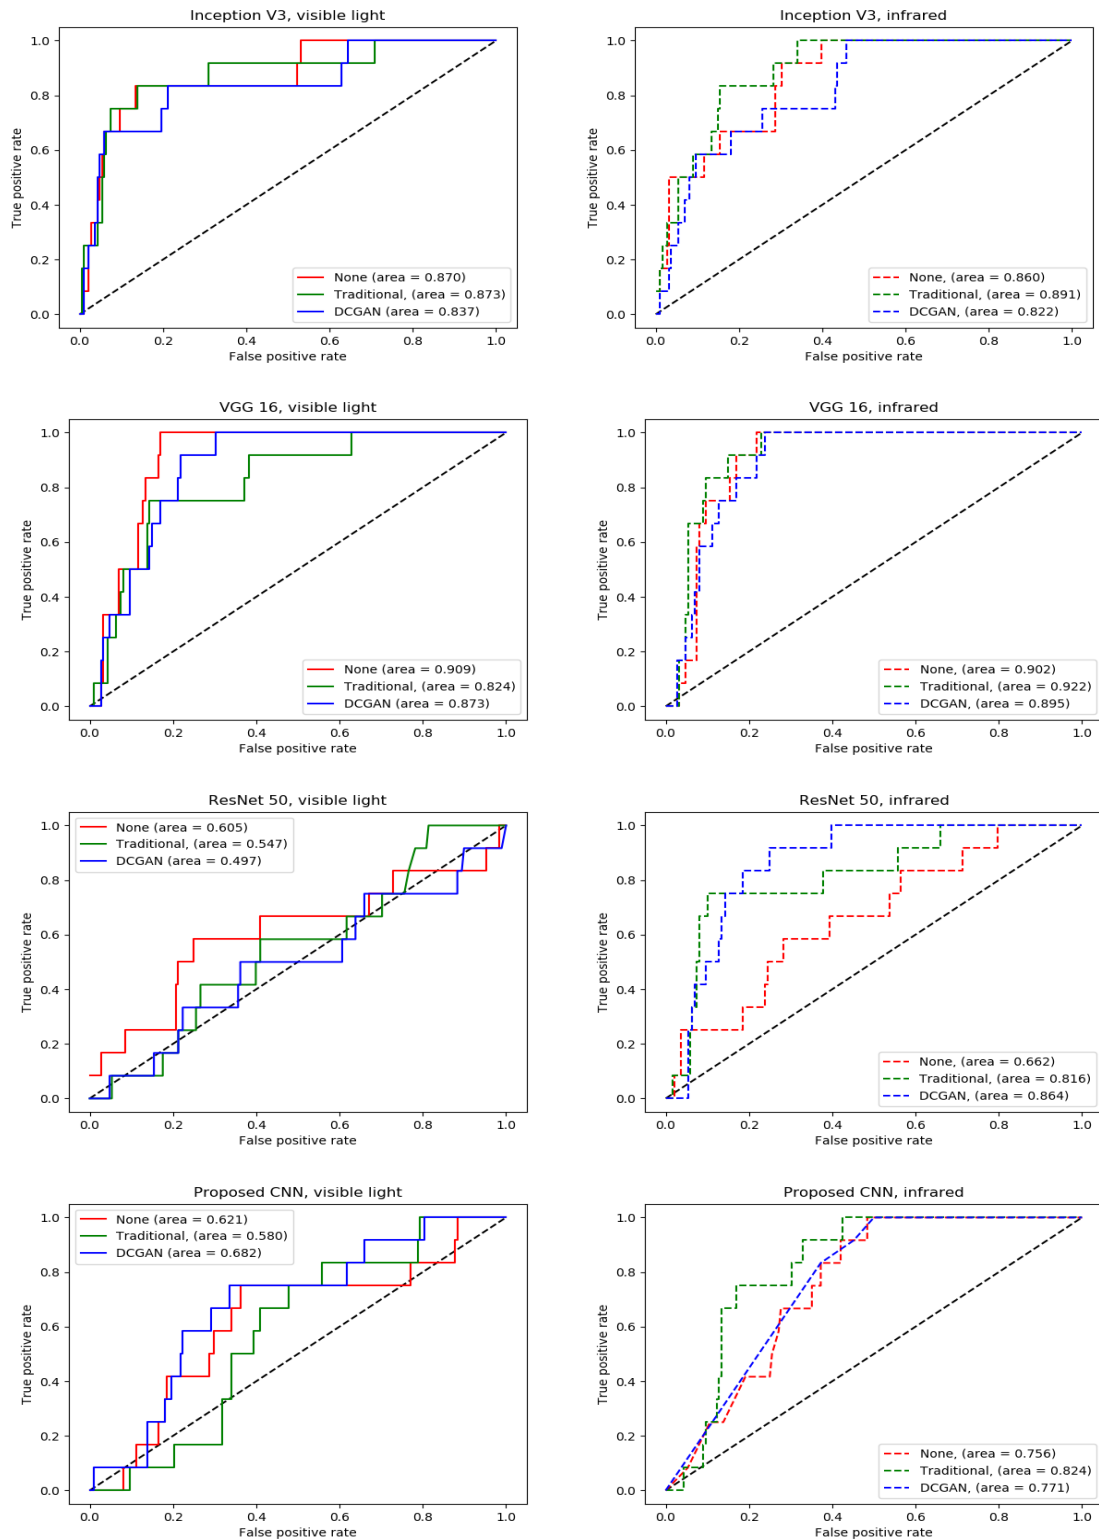 Inception V3, visible light
1.0
0.8
0.6
0.4
0.2
0.0
True positive rate
None (area = 0.870)
Traditional, (area = 0.873)
DCGAN (area = 0.837)
0.0 0.2 0.4 0.6 0.8 1.0
False positive rate
Inception V3, infrared
1.0
0.8
0.6
0.4
0.2
0.0
True positive rate
None, (area = 0.860)
Traditional, (area = 0.891)
DCGAN, (area = 0.822)
0.0 0.2 0.4 0.6 0.8 1.0
False positive rate
VGG 16, visible light
1.0
0.8
0.6
0.4
0.2
0.0
True positive rate
None (area = 0.909)
Traditional, (area = 0.824)
DCGAN (area = 0.873)
0.0 0.2 0.4 0.6 0.8 1.0
False positive rate
VGG 16, infrared
1.0
0.8
0.6
0.4
0.2
0.0
True positive rate
None, (area = 0.902)
Traditional, (area = 0.922)
DCGAN, (area = 0.895)
0.0 0.2 0.4 0.6 0.8 1.0
False positive rate
ResNet 50, visible light
1.0
0.8
0.6
0.4
0.2
0.0
True positive rate
None (area = 0.605)
Traditional, (area = 0.547)
DCGAN (area = 0.497)
0.0 0.2 0.4 0.6 0.8 1.0
False positive rate
ResNet 50, infrared
1.0
0.8
0.6
0.4
0.2
0.0
True positive rate
None, (area = 0.662)
Traditional, (area = 0.816)
DCGAN, (area = 0.864)
0.0 0.2 0.4 0.6 0.8 1.0
False positive rate
Proposed CNN, visible light
1.0
0.8
0.6
0.4
0.2
0.0
True positive rate
None (area = 0.621)
Traditional, (area = 0.580)
DCGAN (area = 0.682)
0.0 0.2 0.4 0.6 0.8 1.0
False positive rate
Proposed CNN, infrared
1.0
0.8
0.6
0.4
0.2
0.0
True positive rate
None, (area = 0.756)
Traditional, (area = 0.824)
DCGAN, (area = 0.771)
0.0 0.2 0.4 0.6 0.8 1.0
False positive rate